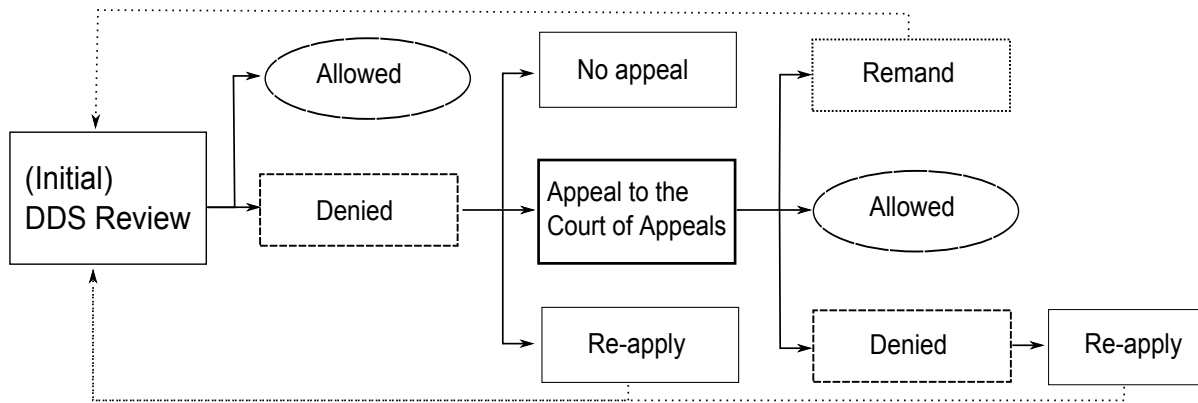 Allowed
No appeal
Remand
(Initial)
DDS Review
Denied
Appeal to the
Court of Appeals
Allowed
Re-apply
Denied
Re-apply